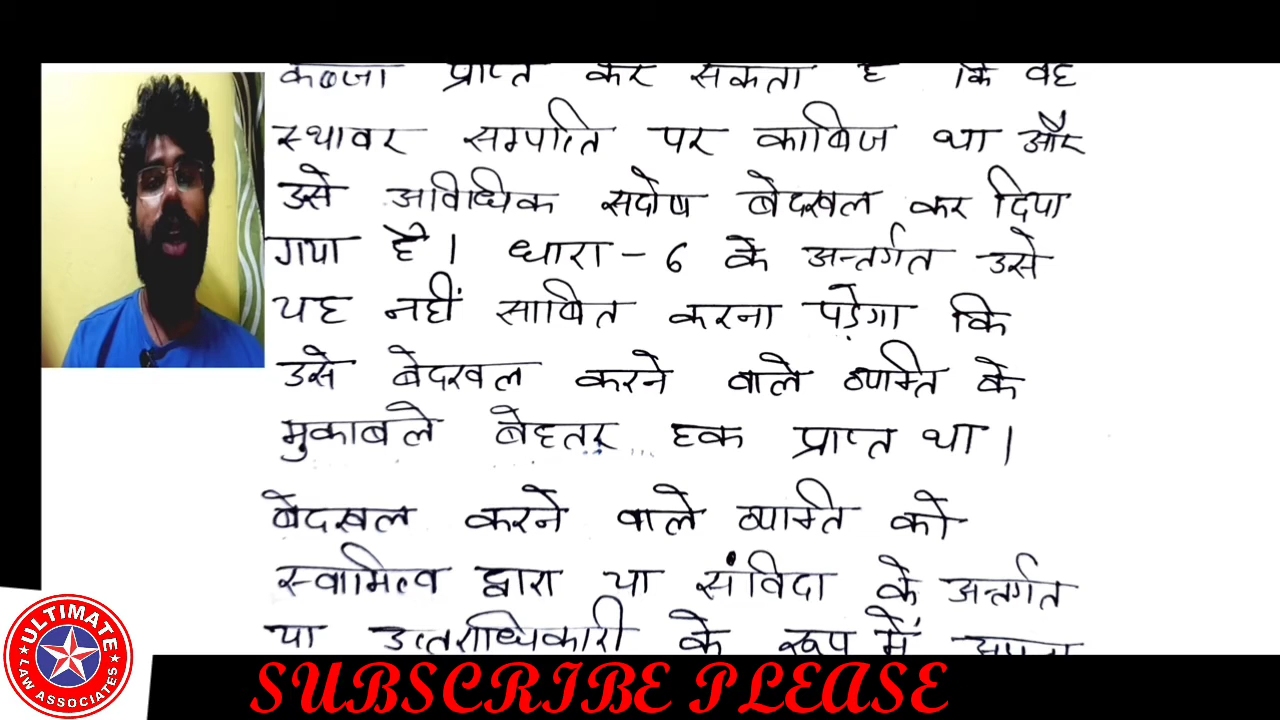 कब्जा प्राप्त कर सकता है कि वह
स्थावर सम्पत्ति पर काबिज था और
उसे अविधिक सदोष बेदखल कर दिया
गया है। धारा - 6 के अन्तर्गत उसे
यह नहीं साबित करना पड़ेगा कि
उसे बेदखल करने वाले व्यक्ति के
मुकाबले बेहतर हक प्राप्त था।
बेदखल करने वाले व्यक्ति को
स्वामित्व द्वारा या संविदा के अन्तर्गत
या उत्तराधिकारी के रूप में अपना
ULTIMATE
LAW ASSOCIATES
SUBSCRIBE PLEASE